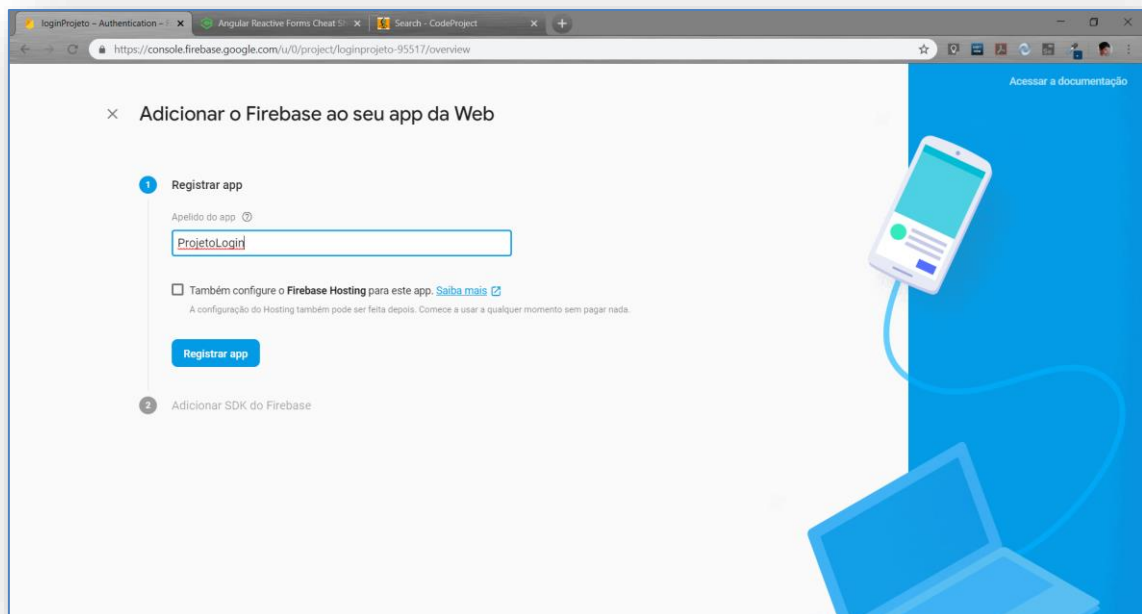 loginProjeto – Authentication –
Angular Reactive Forms Cheat
Search - CodeProject
https://console.firebase.google.com/u/0/project/loginprojeto-95517/overview
Acessar a documentação
Adicionar o Firebase ao seu app da Web
1 Registrar app
Apelido do app
ProjetoLogin
Também configure o Firebase Hosting para este app. Saiba mais
A configuração do Hosting também pode ser feita depois. Comece a usar a qualquer momento sem pagar nada.
Registrar app
2 Adicionar SDK do Firebase